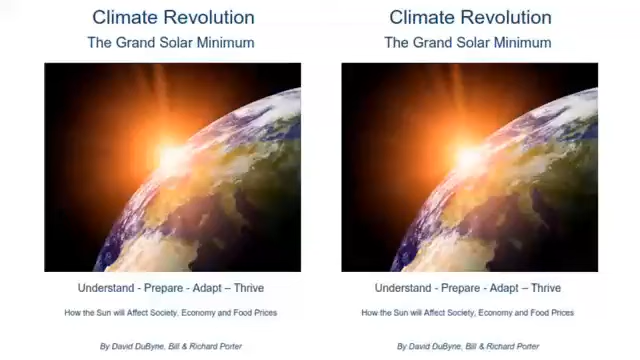 Climate Revolution
The Grand Solar Minimum
Understand - Prepare - Adapt – Thrive
How the Sun will Affect Society, Economy and Food Prices
By David DuByne, Bill & Richard Porter
Climate Revolution
The Grand Solar Minimum
Understand - Prepare - Adapt – Thrive
How the Sun will Affect Society, Economy and Food Prices
By David DuByne, Bill & Richard Porter